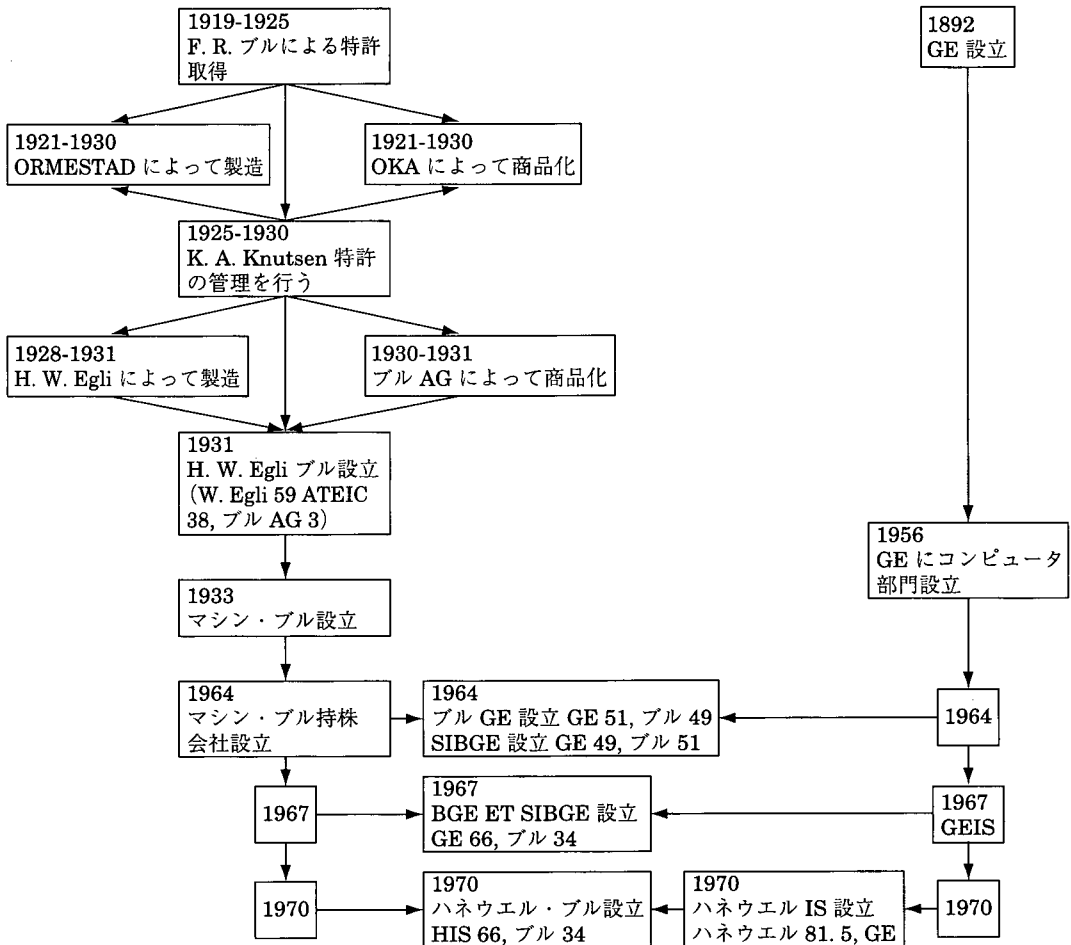 1919-1925
F. R. ブルによる特許
取得
1892
GE 設立
1921-1930
ORMESTAD によって製造
1921-1930
OKA によって商品化
1925-1930
K. A. Knutsen 特許
の管理を行う
1928-1931
H. W. Egli によって製造
1930-1931
ブル AG によって商品化
1931
H. W. Egli ブル設立
(W. Egli 59 ATEIC
38, ブル AG 3)
1956
GE にコンピュータ
部門設立
1933
マシン・ブル設立
1964
マシン・ブル持株
会社設立
1964
ブル GE 設立 GE 51, ブル 49
SIBGE 設立 GE 49, ブル 51
1964
1967
1967
BGE ET SIBGE 設立
GE 66, ブル 34
1967
GEIS
1970
1970
ハネウエル・ブル設立
HIS 66, ブル 34
1970
ハネウエル IS 設立
ハネウエル 81.5, GE
1970